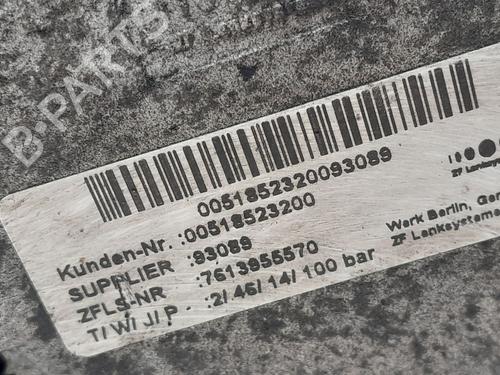 B-PARTS
0051852320093089
Kunden-Nr. :00518523200
SUPPLIER :93089
ZFLS-NR :7613955570
T/W/J/P - :2/46/14/100 bar
Werk Berlin, Ger
ZF Lenksysteme